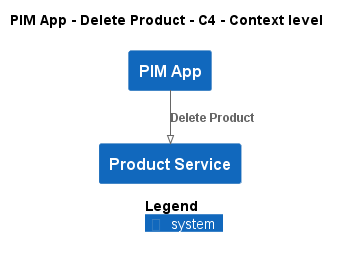 PIM App - Delete Product - C4 - Context level
PIM App
Delete Product
Product Service
Legend
system